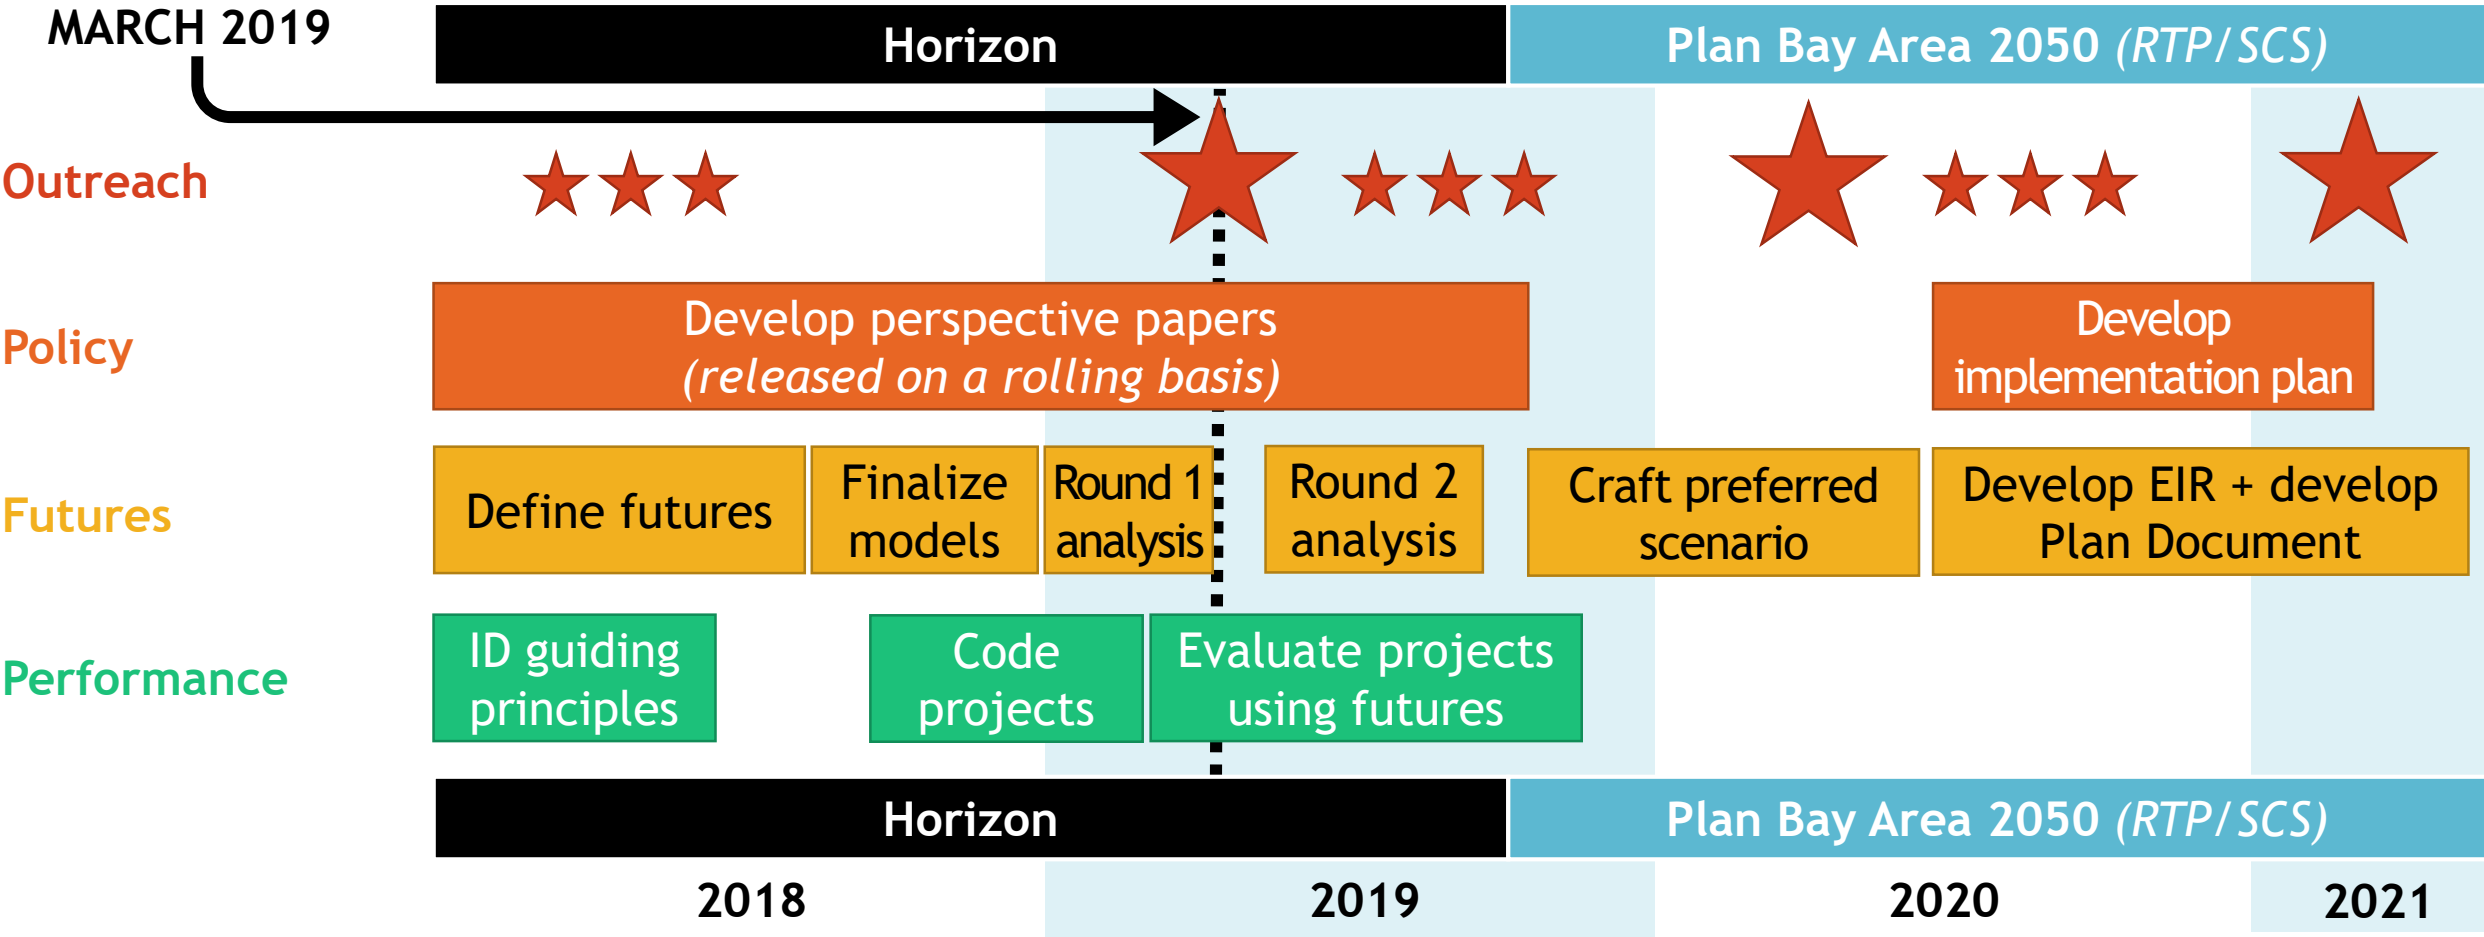 MARCH 2019
Horizon
Plan Bay Area 2050 (RTP/SCS)
Outreach
Policy
Develop perspective papers
(released on a rolling basis)
Develop
implementation plan
Futures
Define futures
Finalize
models
Round 1
analysis
Round 2
analysis
Craft preferred
scenario
Develop EIR + develop
Plan Document
Performance
ID guiding
principles
Code
projects
Evaluate projects
using futures
Horizon
Plan Bay Area 2050 (RTP/SCS)
2018
2019
2020
2021